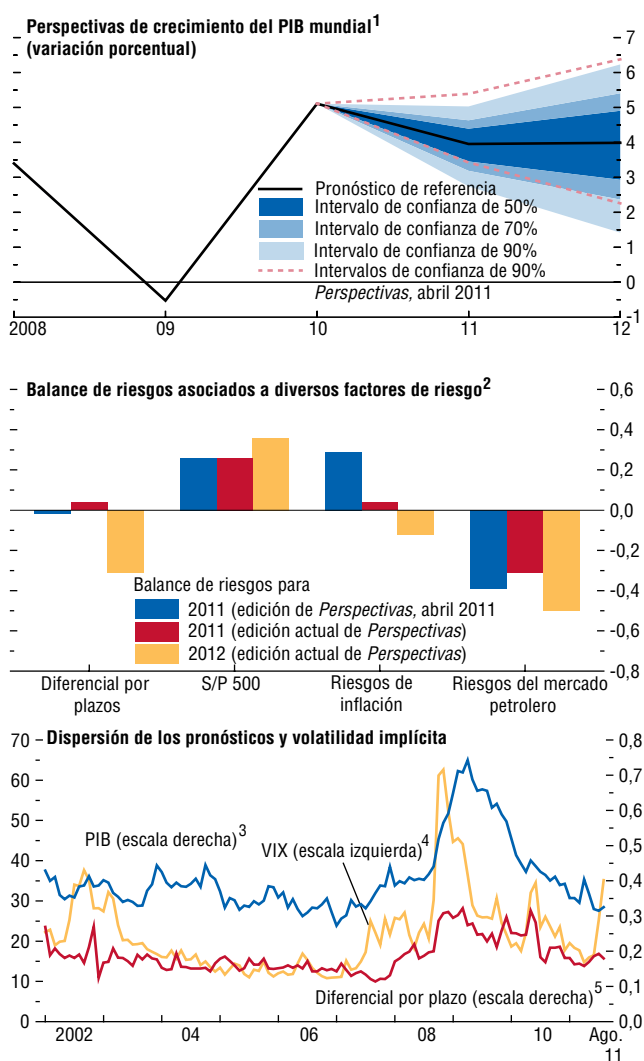 Perspectivas de crecimiento del PIB mundial¹
(variación porcentual)
7
6
5
4
3
2
1
0
-1
Pronóstico de referencia
Intervalo de confianza de 50%
Intervalo de confianza de 70%
Intervalo de confianza de 90%
Intervalos de confianza de 90%
Perspectivas, abril 2011
2008 09 10 11 12
Balance de riesgos asociados a diversos factores de riesgo²
0,6
0,4
0,2
0,0
-0,2
-0,4
-0,6
-0,8
Balance de riesgos para
2011 (edición de Perspectivas, abril 2011
2011 (edición actual de Perspectivas)
2012 (edición actual de Perspectivas)
Diferencial por
plazos
S/P 500
Riesgos de
inflación
Riesgos del mercado
petrolero
Dispersión de los pronósticos y volatilidad implícita
70
60
50
40
30
20
10
0
0,8
0,7
0,6
0,5
0,4
0,3
0,2
0,1
0,0
PIB (escala derecha)³
VIX (escala izquierda)⁴
Diferencial por plazo (escala derecha)⁵
2002 04 06 08 10 Ago.
11